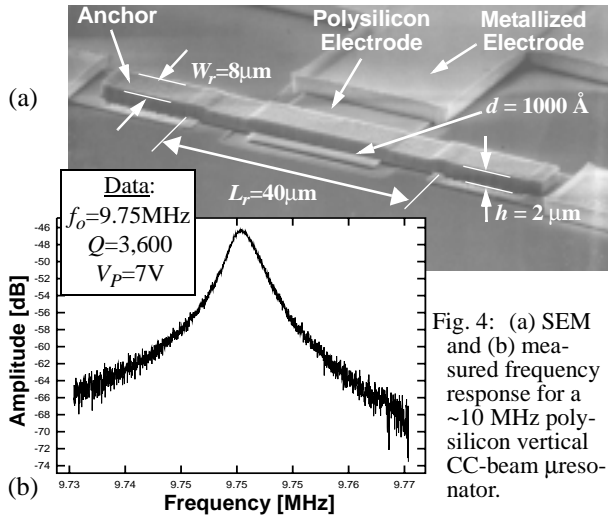 Anchor
Polysilicon
Electrode
Metallized
Electrode
W_r=8μm
(a)
d = 1000 Å
L_r=40μm
h = 2 μm
Data:
f_o=9.75MHz
Q=3,600
V_P=7V
Amplitude [dB]
-46
-48
-50
-52
-54
-56
-58
-60
-62
-64
-66
-68
-70
-72
-74
9.73 9.74 9.75 9.75 9.75 9.76 9.77
Frequency [MHz]
(b)
Fig. 4: (a) SEM
and (b) mea-
sured frequency
response for a
~10 MHz poly-
silicon vertical
CC-beam μreso-
nator.